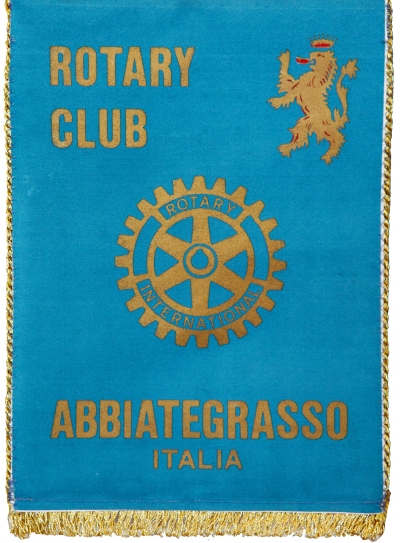 ROTARY
CLUB
ROTARY
INTERNATIONAL
ABBIATEGRASSO
ITALIA